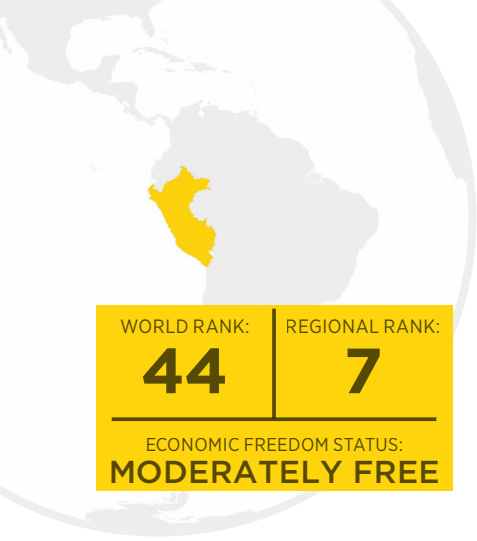 WORLD RANK:
44
REGIONAL RANK:
7
ECONOMIC FREEDOM STATUS:
MODERATELY FREE